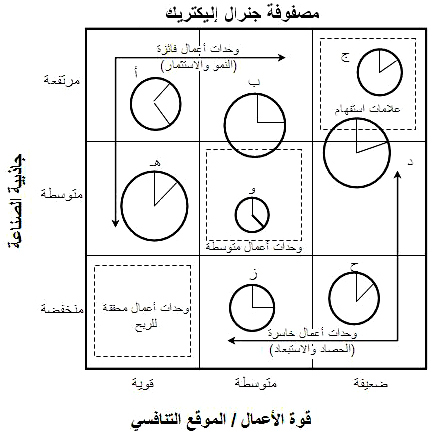 مصفوفة جنرال إليكتريك
وحدات أعمال فائزة
(النمو والاستثمار)
مرتفعة
أ
ب
ج
علامات استفهام
جاذبية الصناعة
متوسطة
هـ
و
د
وحدات أعمال متوسطة
منخفضة
وحدات أعمال محققة
للربح
ز
ح
وحدات أعمال خاسرة
(الحصاد والاستبعاد)
قوية
متوسطة
ضعيفة
قوة الأعمال / الموقع التنافسي